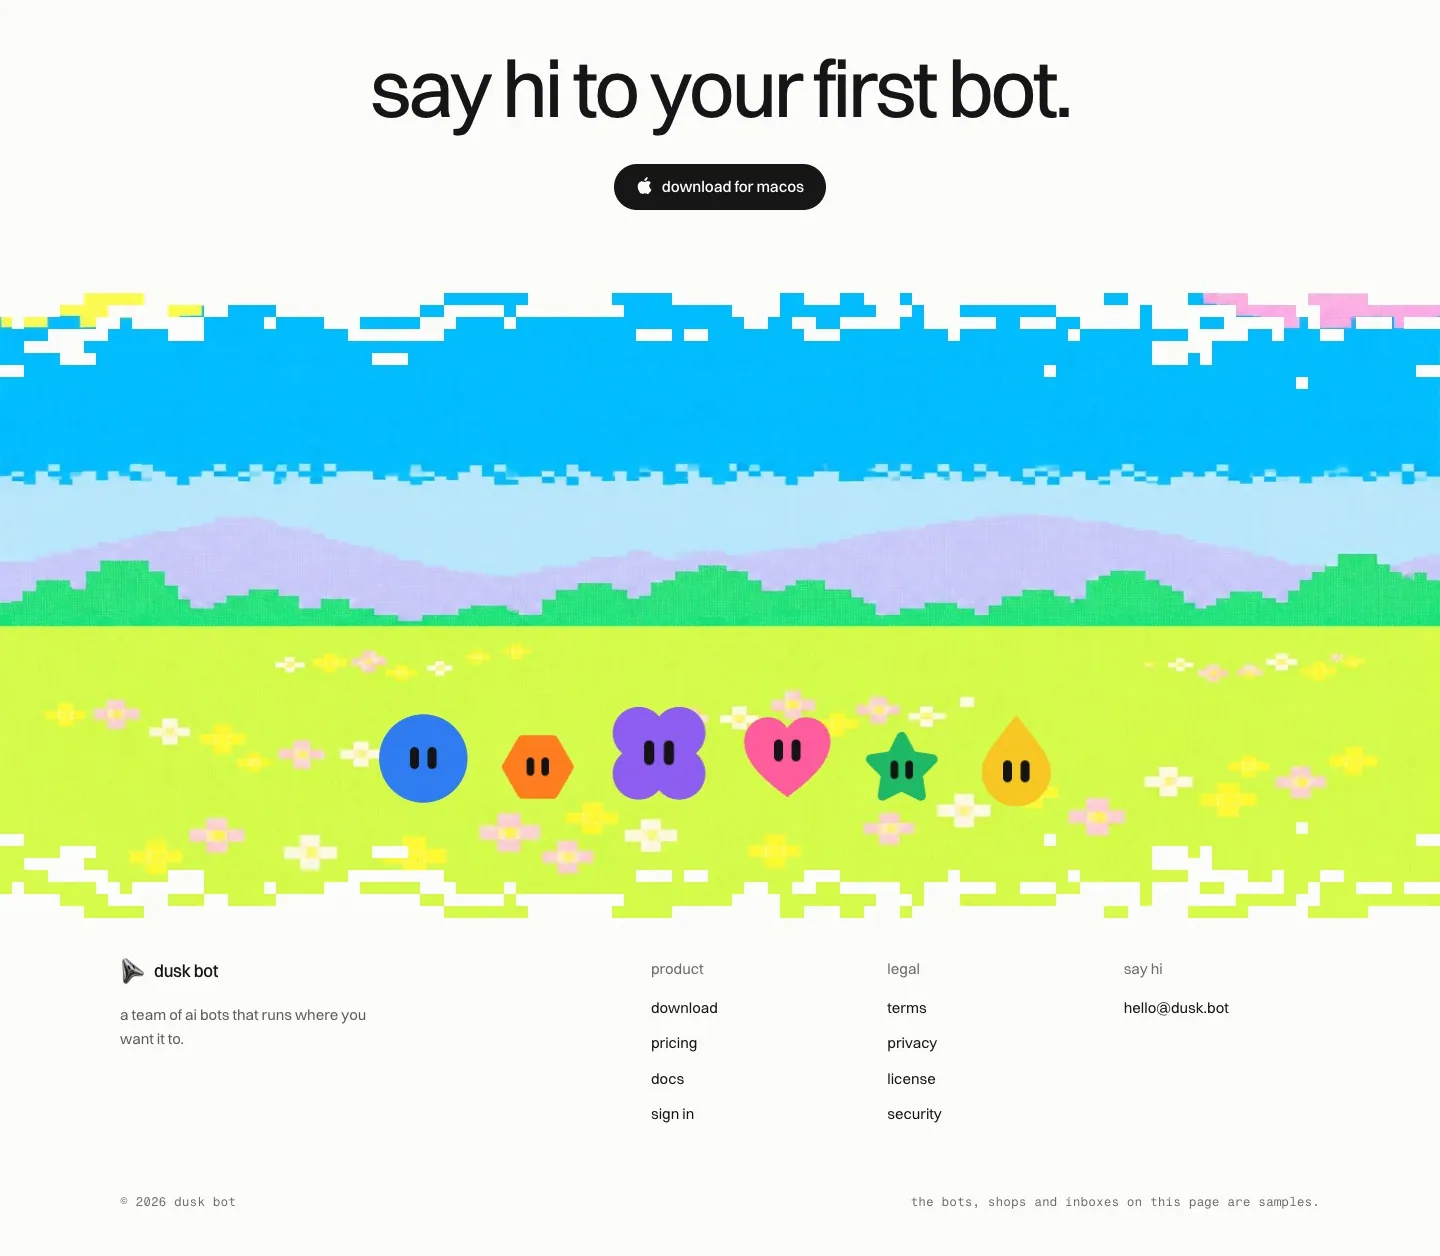 say hi to your first bot.
download for macos
dusk bot
a team of ai bots that runs where you
want it to.
product
download
pricing
docs
sign in
legal
terms
privacy
license
security
say hi
hello@dusk.bot
© 2026 dusk bot
the bots, shops and inboxes on this page are samples.